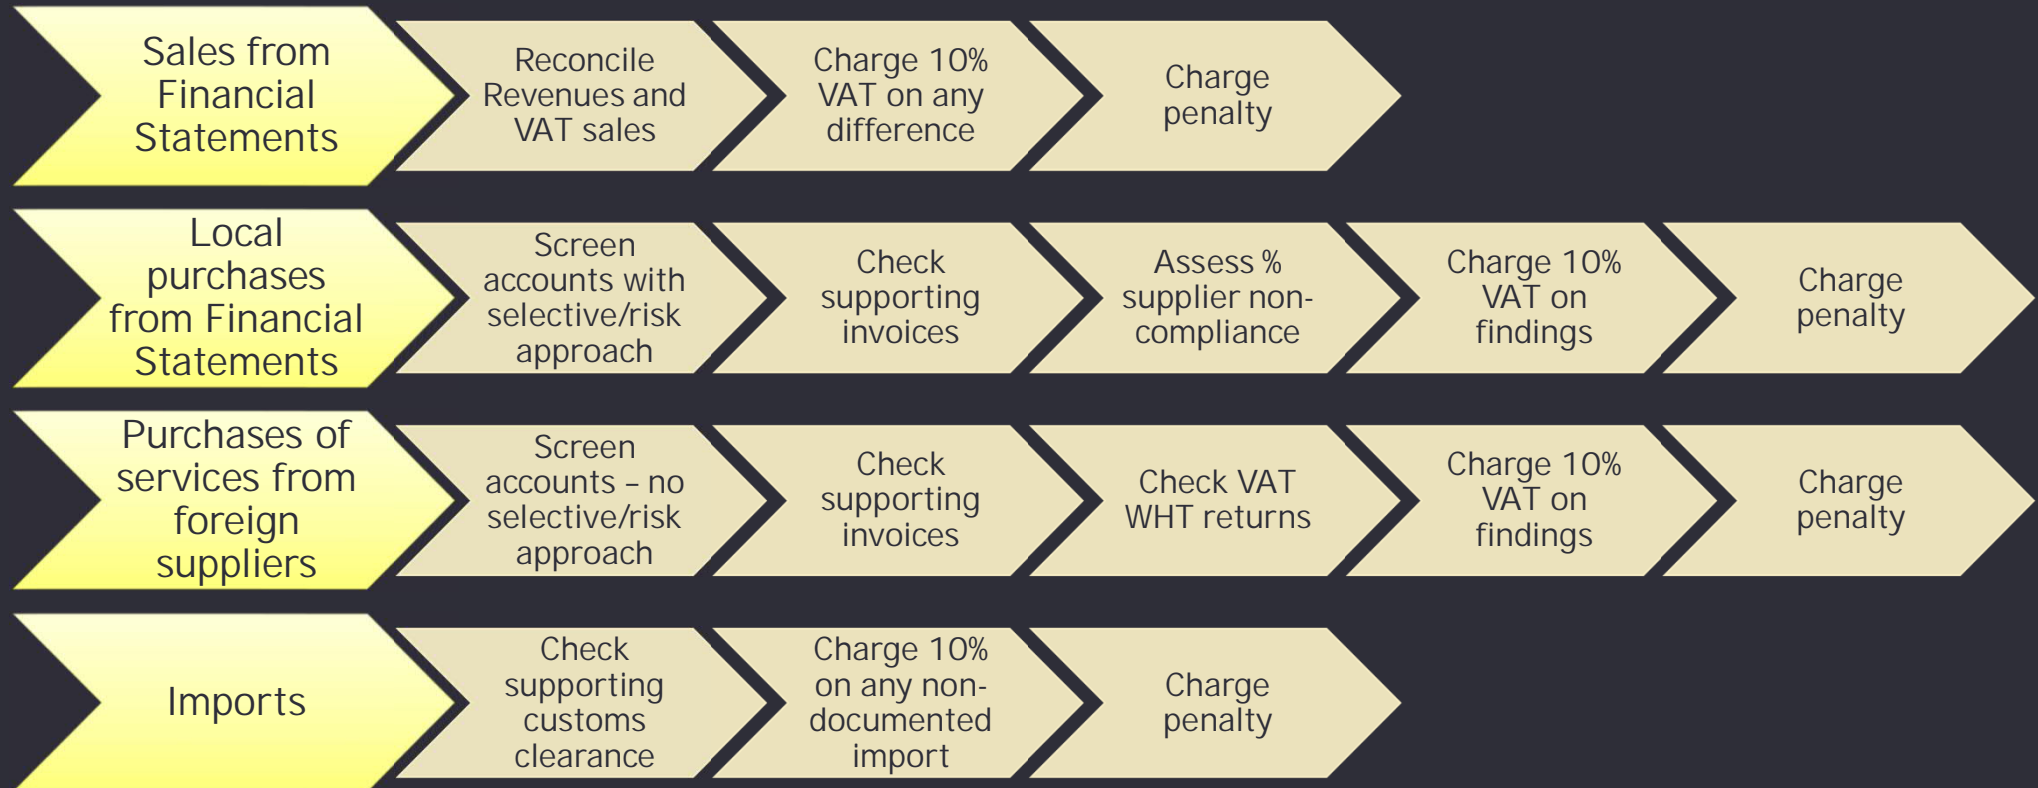 Sales from
Financial
Statements
Reconcile
Revenues and
VAT sales
Charge 10%
VAT on any
difference
Charge
penalty
Local
purchases
from Financial
Statements
Screen
accounts with
selective/risk
approach
Check
supporting
invoices
Assess %
supplier non-
compliance
Charge 10%
VAT on
findings
Charge
penalty
Purchases of
services from
foreign
suppliers
Screen
accounts – no
selective/risk
approach
Check
supporting
invoices
Check VAT
WHT returns
Charge 10%
VAT on
findings
Charge
penalty
Imports
Check
supporting
customs
clearance
Charge 10%
on any non-
documented
import
Charge
penalty